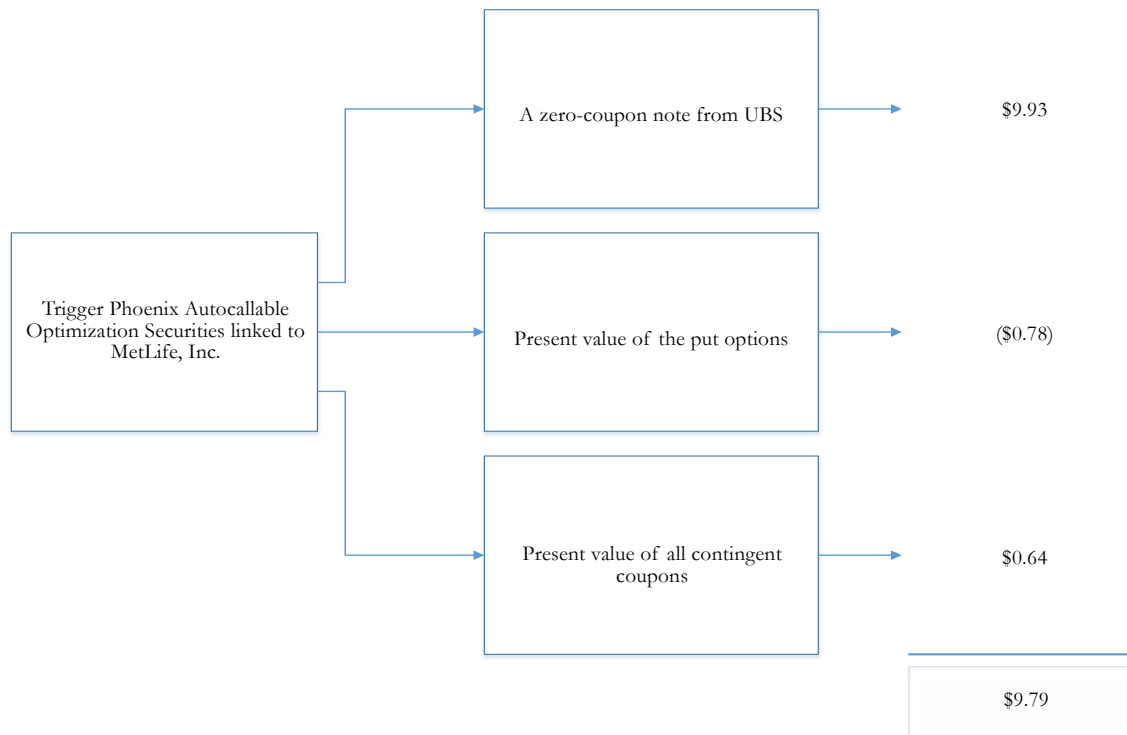 A zero-coupon note from UBS
$9.93
Trigger Phoenix Autocallable
Optimization Securities linked to
MetLife, Inc.
Present value of the put options
($0.78)
Present value of all contingent
coupons
$0.64
$9.79